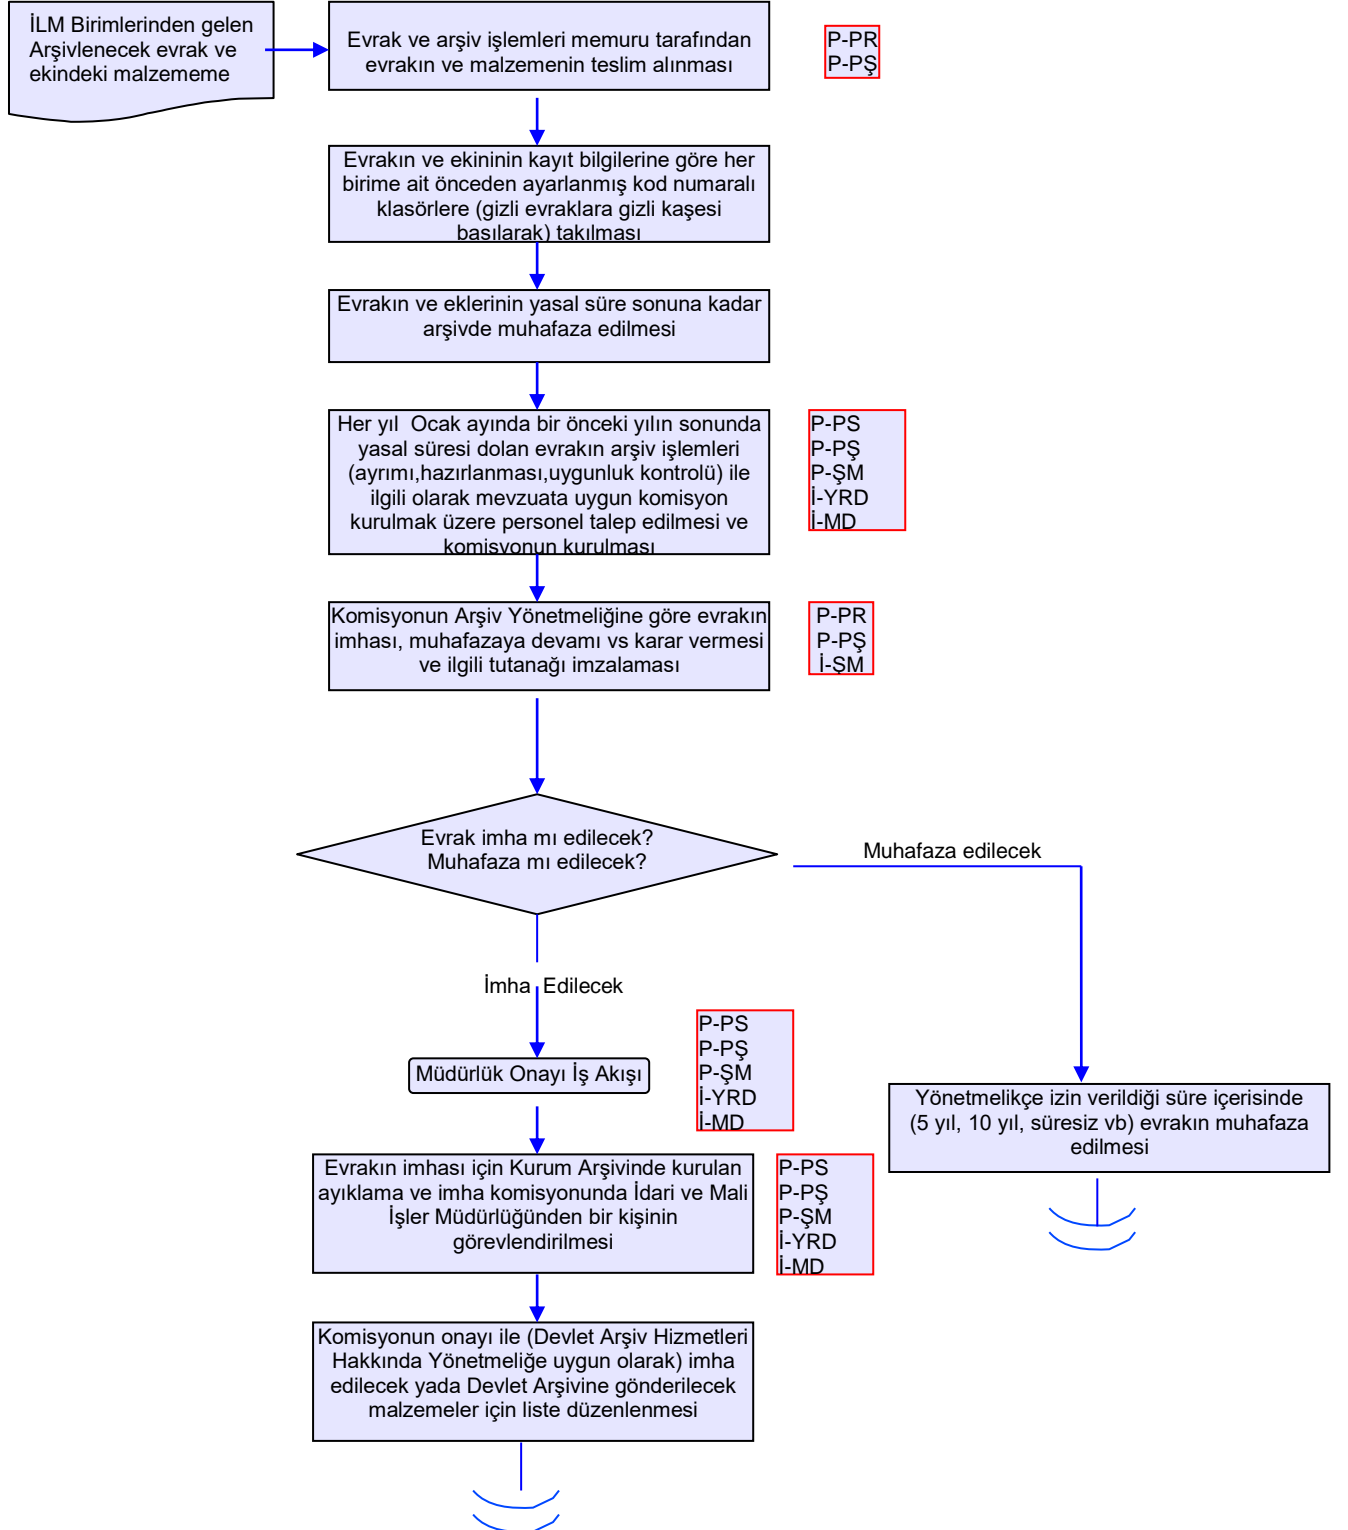 İLM Birimlerinden gelen
Arşivlenecek evrak ve
ekindeki malzememe
Evrak ve arşiv işlemleri memuru tarafından
evrakın ve malzemenin teslim alınması
P-PR
P-PŞ
Evrakın ve ekininin kayıt bilgilerine göre her
birime ait önceden ayarlanmış kod numaralı
klasörlere (gizli evraklara gizli kaşesi
basılarak) takılması
Evrakın ve eklerinin yasal süre sonuna kadar
arşivde muhafaza edilmesi
Her yıl  Ocak ayında bir önceki yılın sonunda
yasal süresi dolan evrakın arşiv işlemleri
(ayrımı,hazırlanması,uygunluk kontrolü) ile
ilgili olarak mevzuata uygun komisyon
kurulmak üzere personel talep edilmesi ve
komisyonun kurulması
P-PS
P-PŞ
P-ŞM
İ-YRD
İ-MD
Komisyonun Arşiv Yönetmeliğine göre evrakın
imhası, muhafazaya devamı vs karar vermesi
ve ilgili tutanağı imzalaması
P-PR
P-PŞ
İ-ŞM
Evrak imha mı edilecek?
Muhafaza mı edilecek?
Muhafaza edilecek
İmha  Edilecek
Müdürlük Onayı İş Akışı
P-PS
P-PŞ
P-ŞM
İ-YRD
İ-MD
Yönetmelikçe izin verildiği süre içerisinde
(5 yıl, 10 yıl, süresiz vb) evrakın muhafaza
edilmesi
Evrakın imhası için Kurum Arşivinde kurulan
ayıklama ve imha komisyonunda İdari ve Mali
İşler Müdürlüğünden bir kişinin
görevlendirilmesi
P-PS
P-PŞ
P-ŞM
İ-YRD
İ-MD
Komisyonun onayı ile (Devlet Arşiv Hizmetleri
Hakkında Yönetmeliğe uygun olarak) imha
edilecek yada Devlet Arşivine gönderilecek
malzemeler için liste düzenlenmesi